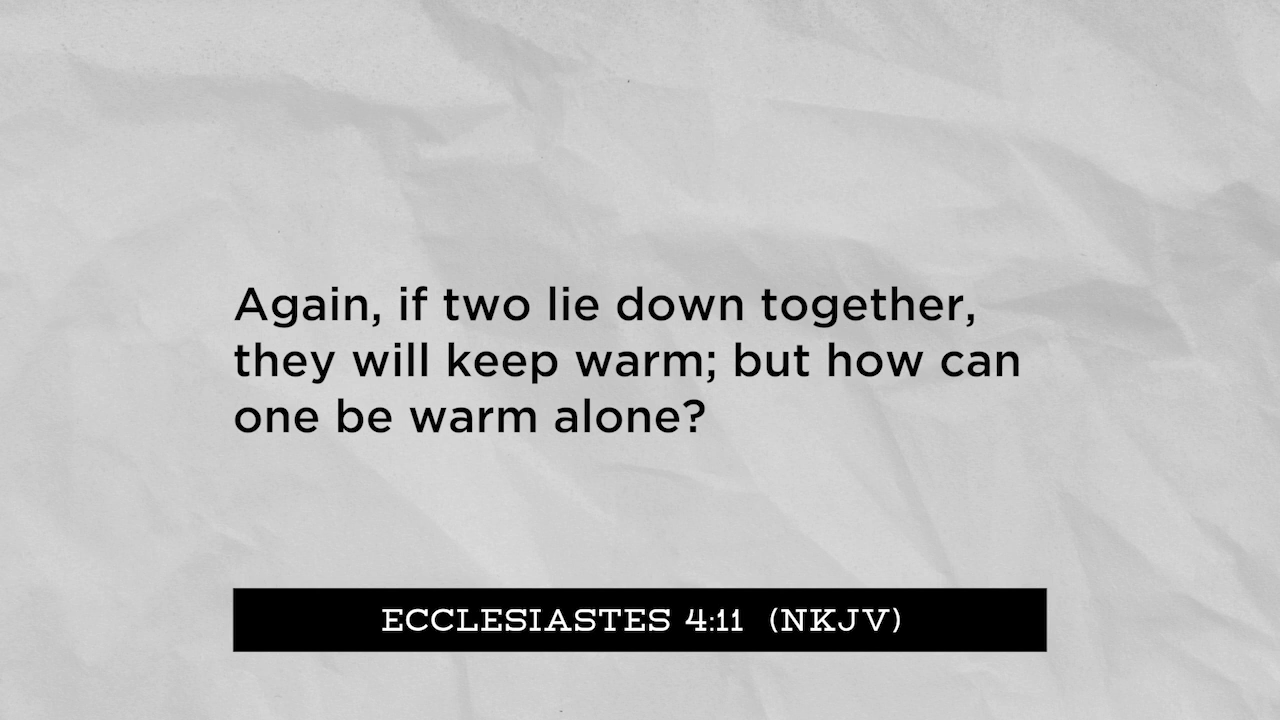 Again, if two lie down together,
they will keep warm; but how can
one be warm alone?
ECCLESIASTES 4:11 (NKJV)